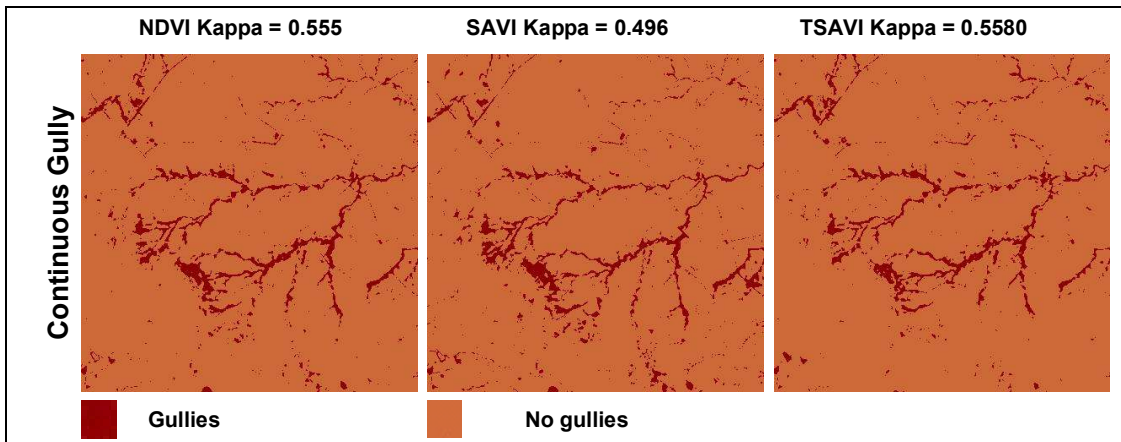 NDVI Kappa = 0.555
SAVI Kappa = 0.496
TSAVI Kappa = 0.5580
Continuous Gully
Gullies
No gullies